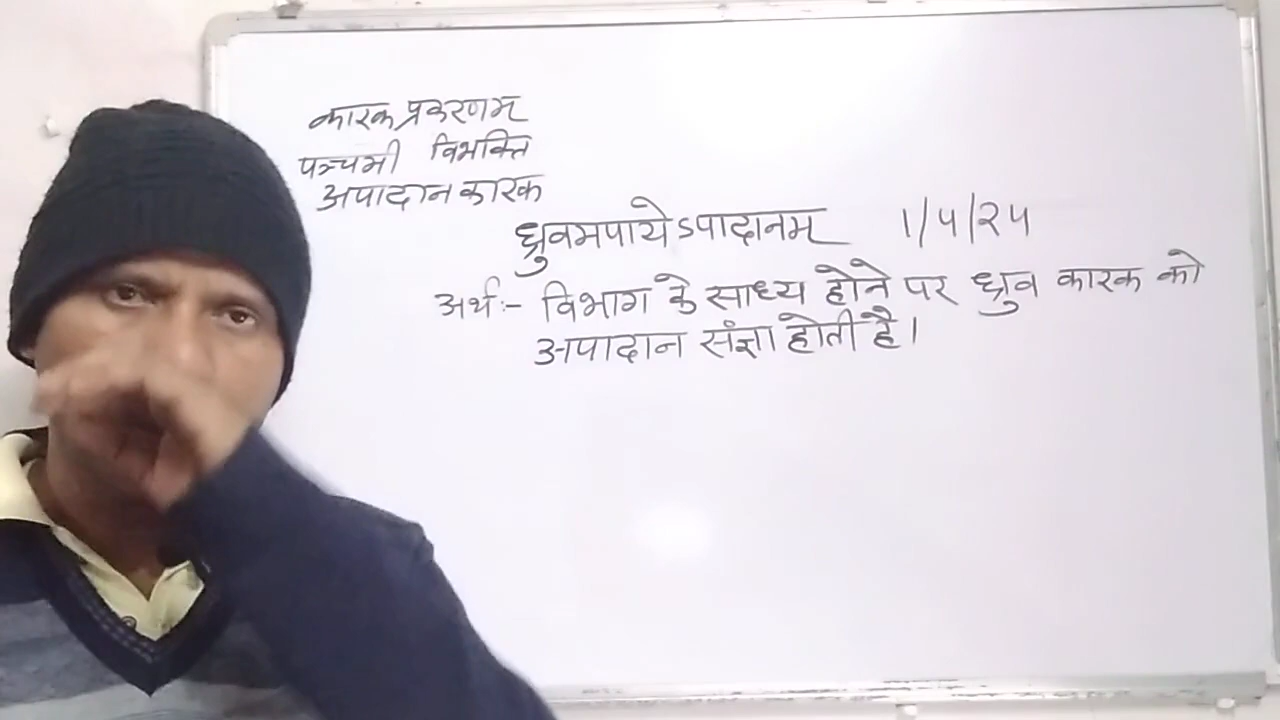 कारक प्रकरणम्
पञ्चमी विभक्ति
अपादान कारक
ध्रुवमपायेऽपादानम् 1/4/24
अर्थः- विभाग के साध्य होने पर ध्रुव कारक को
अपादान संज्ञा होती है।